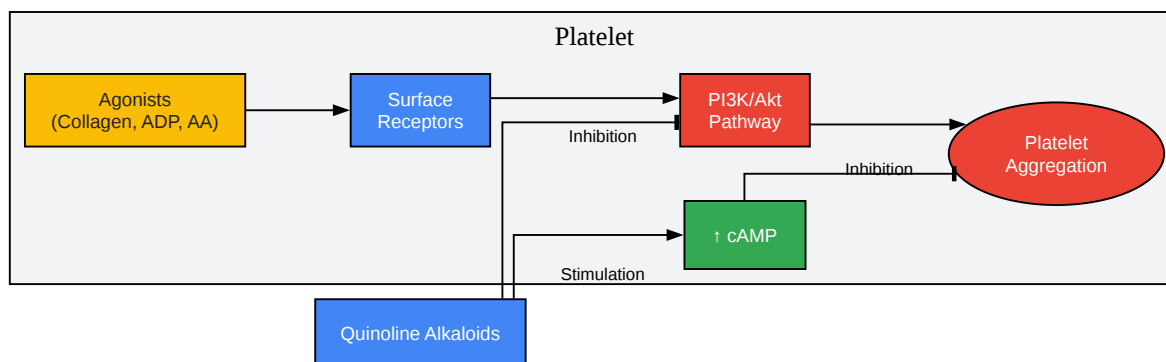 Platelet
Agonists
(Collagen, ADP, AA)
Surface
Receptors
PI3K/Akt
Pathway
Inhibition
Platelet
Aggregation
Inhibition
↑ cAMP
Stimulation
Quinoline Alkaloids